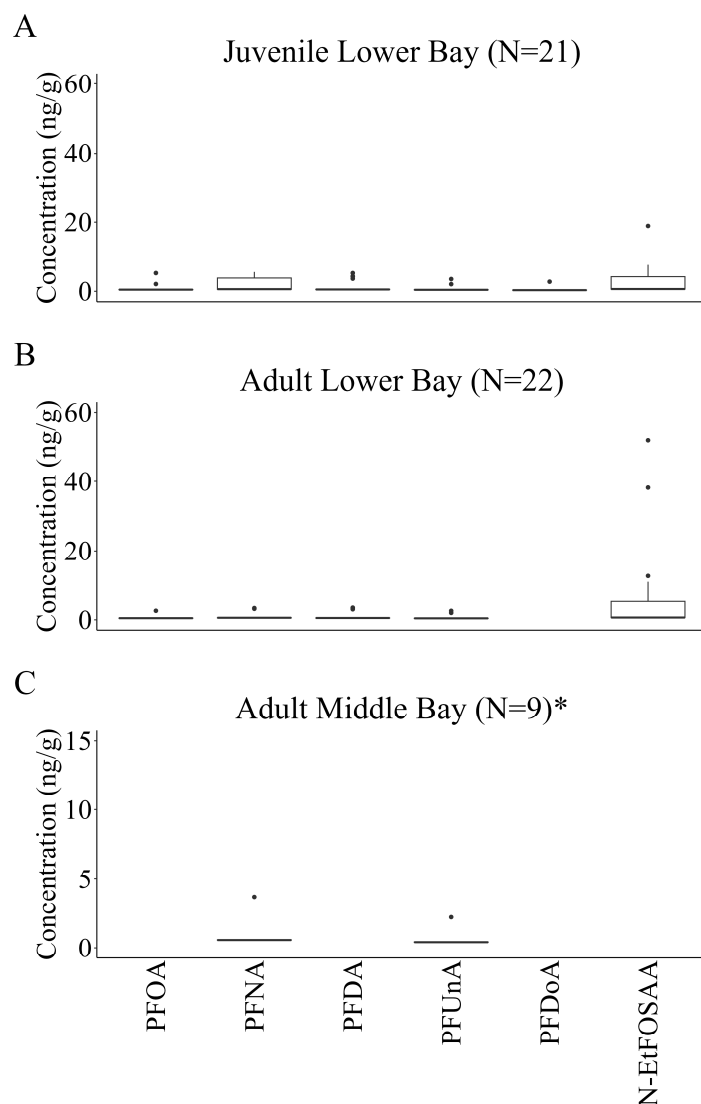 A
Juvenile Lower Bay (N=21)
Concentration (ng/g)
60
40
20
0
B
Adult Lower Bay (N=22)
Concentration (ng/g)
60
40
20
0
C
Adult Middle Bay (N=9)*
Concentration (ng/g)
15
10
5
0
PFOA
PFNA
PFDA
PFUnA
PFDoA
N-EtFOSAA